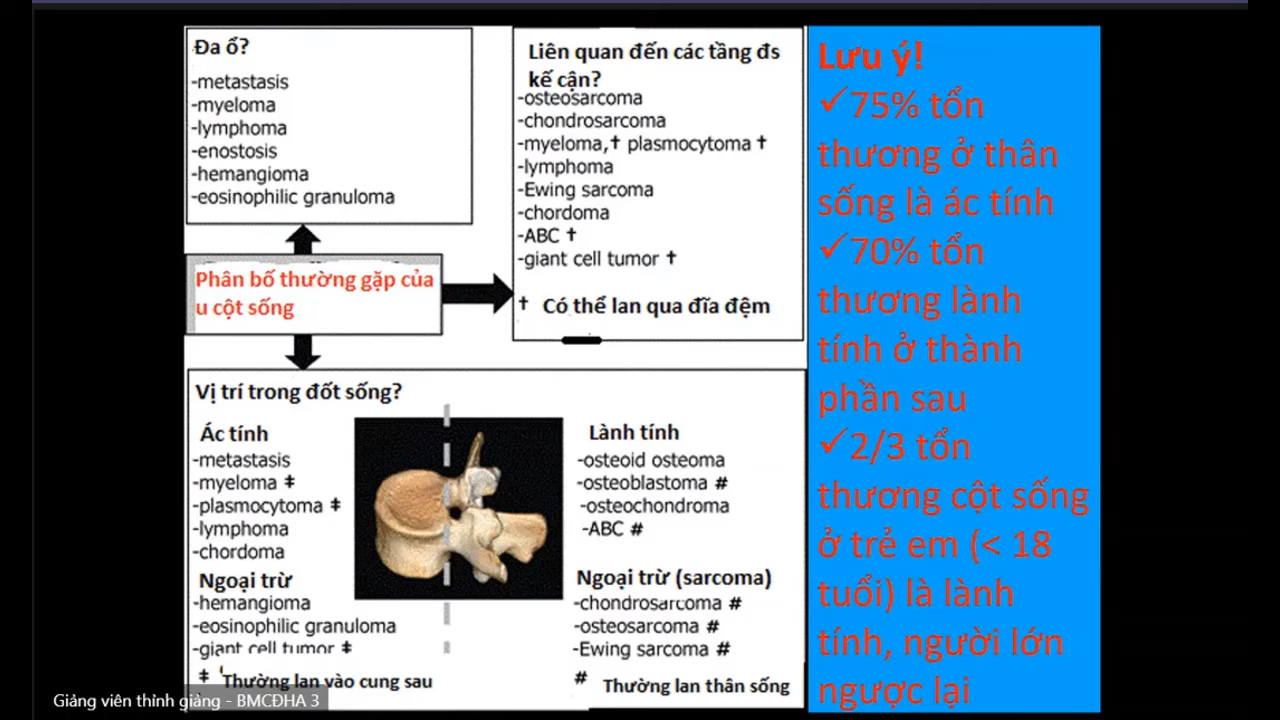 Đa ổ?
-metastasis
-myeloma
-lymphoma
-enostosis
-hemangioma
-eosinophilic granuloma
Liên quan đến các tầng đs
kế cận?
-osteosarcoma
-chondrosarcoma
-myeloma,† plasmocytoma †
-lymphoma
-Ewing sarcoma
-chordoma
-ABC †
-giant cell tumor †
† Có thể lan qua đĩa đệm
Phân bố thường gặp của
u cột sống
Vị trí trong đốt sống?
Ác tính
-metastasis
-myeloma ‡
-plasmocytoma ‡
-lymphoma
-chordoma
Ngoại trừ
-hemangioma
-eosinophilic granuloma
-giant cell tumor ‡
‡ Thường lan vào cung sau
Lành tính
-osteoid osteoma
-osteoblastoma #
-osteochondroma
-ABC #
Ngoại trừ (sarcoma)
-chondrosarcoma #
-osteosarcoma #
-Ewing sarcoma #
# Thường lan thân sống
Lưu ý!
✓75% tổn
thương ở thân
sống là ác tính
✓70% tổn
thương lành
tính ở thành
phần sau
✓2/3 tổn
thương cột sống
ở trẻ em (< 18
tuổi) là lành
tính, người lớn
ngược lại
Giảng viên thỉnh giảng - BMCĐHA 3